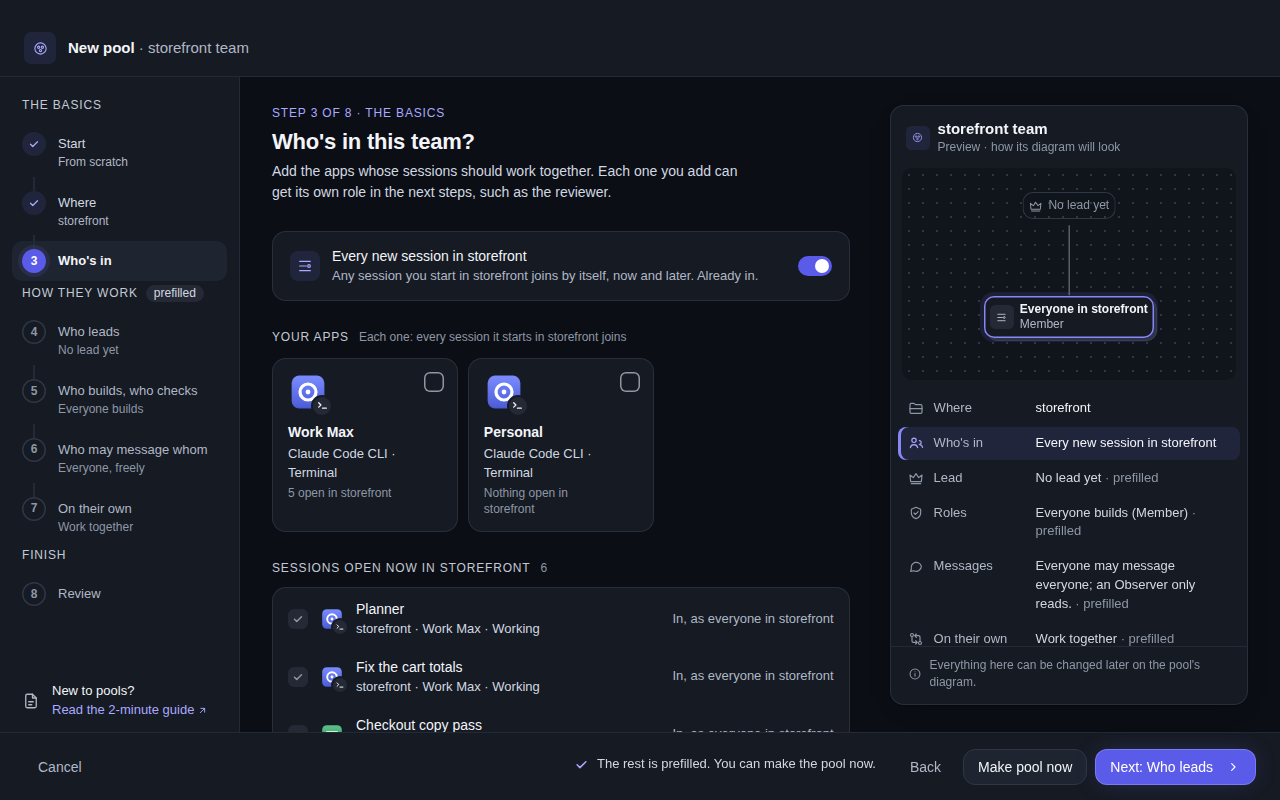 New pool · storefront team
THE BASICS
Start
From scratch
Where
storefront
3 Who's in
HOW THEY WORK prefilled
4 Who leads
No lead yet
5 Who builds, who checks
Everyone builds
6 Who may message whom
Everyone, freely
7 On their own
Work together
FINISH
8 Review
New to pools?
Read the 2-minute guide
STEP 3 OF 8 · THE BASICS
Who's in this team?
Add the apps whose sessions should work together. Each one you add can
get its own role in the next steps, such as the reviewer.
Every new session in storefront
Any session you start in storefront joins by itself, now and later. Already in.
YOUR APPS Each one: every session it starts in storefront joins
Work Max
Claude Code CLI ·
Terminal
5 open in storefront
Personal
Claude Code CLI ·
Terminal
Nothing open in
storefront
SESSIONS OPEN NOW IN STOREFRONT 6
Planner
storefront · Work Max · Working
In, as everyone in storefront
Fix the cart totals
storefront · Work Max · Working
In, as everyone in storefront
Checkout copy pass
In, as everyone in storefront
storefront team
Preview · how its diagram will look
No lead yet
Everyone in storefront
Member
Where storefront
Who's in Every new session in storefront
Lead No lead yet · prefilled
Roles Everyone builds (Member) ·
prefilled
Messages Everyone may message
everyone; an Observer only
reads. · prefilled
On their own Work together · prefilled
Everything here can be changed later on the pool's
diagram.
Cancel
The rest is prefilled. You can make the pool now.
Back
Make pool now
Next: Who leads